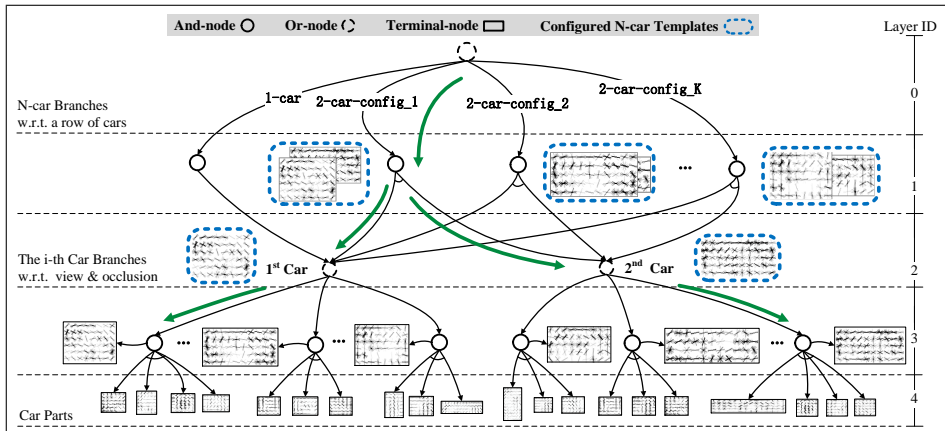 And-node Or-node Terminal-node Configured N-car Templates Layer ID
0
1-car 2-car-config_1 2-car-config_2 2-car-config_K
N-car Branches
w.r.t. a row of cars
...
1
The i-th Car Branches
w.r.t. view & occlusion
1st Car 2nd Car
2
... ... ...
3
Car Parts
4